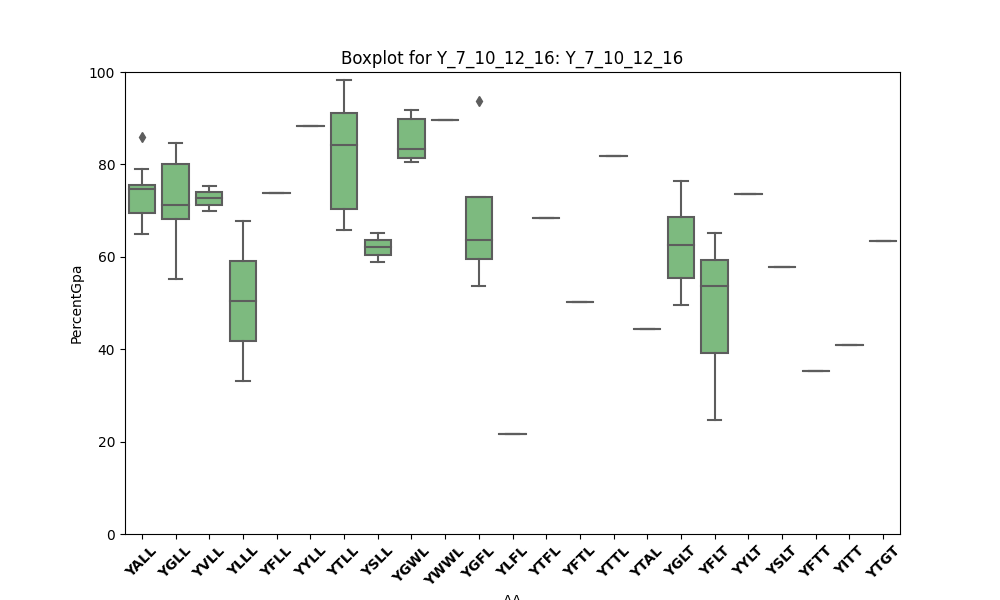 Boxplot for Y_7_10_12_16: Y_7_10_12_16
100
80
60
40
20
0
PercentGpa
YALL YGLL YVLL YLLL YFLL YYLL YTLL YSLL YGWL YWWL YGFL YLFL YTFL YFTL YTTL YTAL YGLT YFLT YYLT YSLT YFTT YITT YTGT
AA